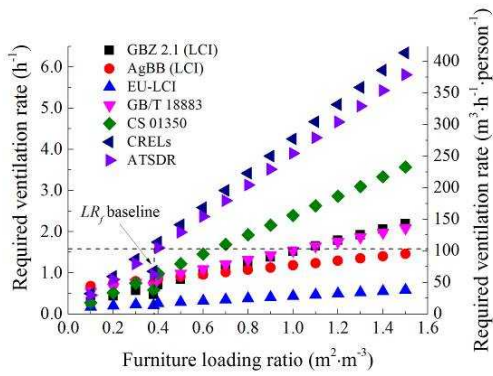 Required ventilation rate (h⁻¹)
6.0
5.0
4.0
3.0
2.0
1.0
0.0
GBZ 2.1 (LCI)
AgBB (LCI)
EU-LCI
GB/T 18883
CS 01350
CRELs
ATSDR
LRf baseline
400
350
300
250
200
150
100
50
0
Required ventilation rate (m³·h⁻¹·person⁻¹)
0.0 0.2 0.4 0.6 0.8 1.0 1.2 1.4 1.6
Furniture loading ratio (m²·m⁻³)